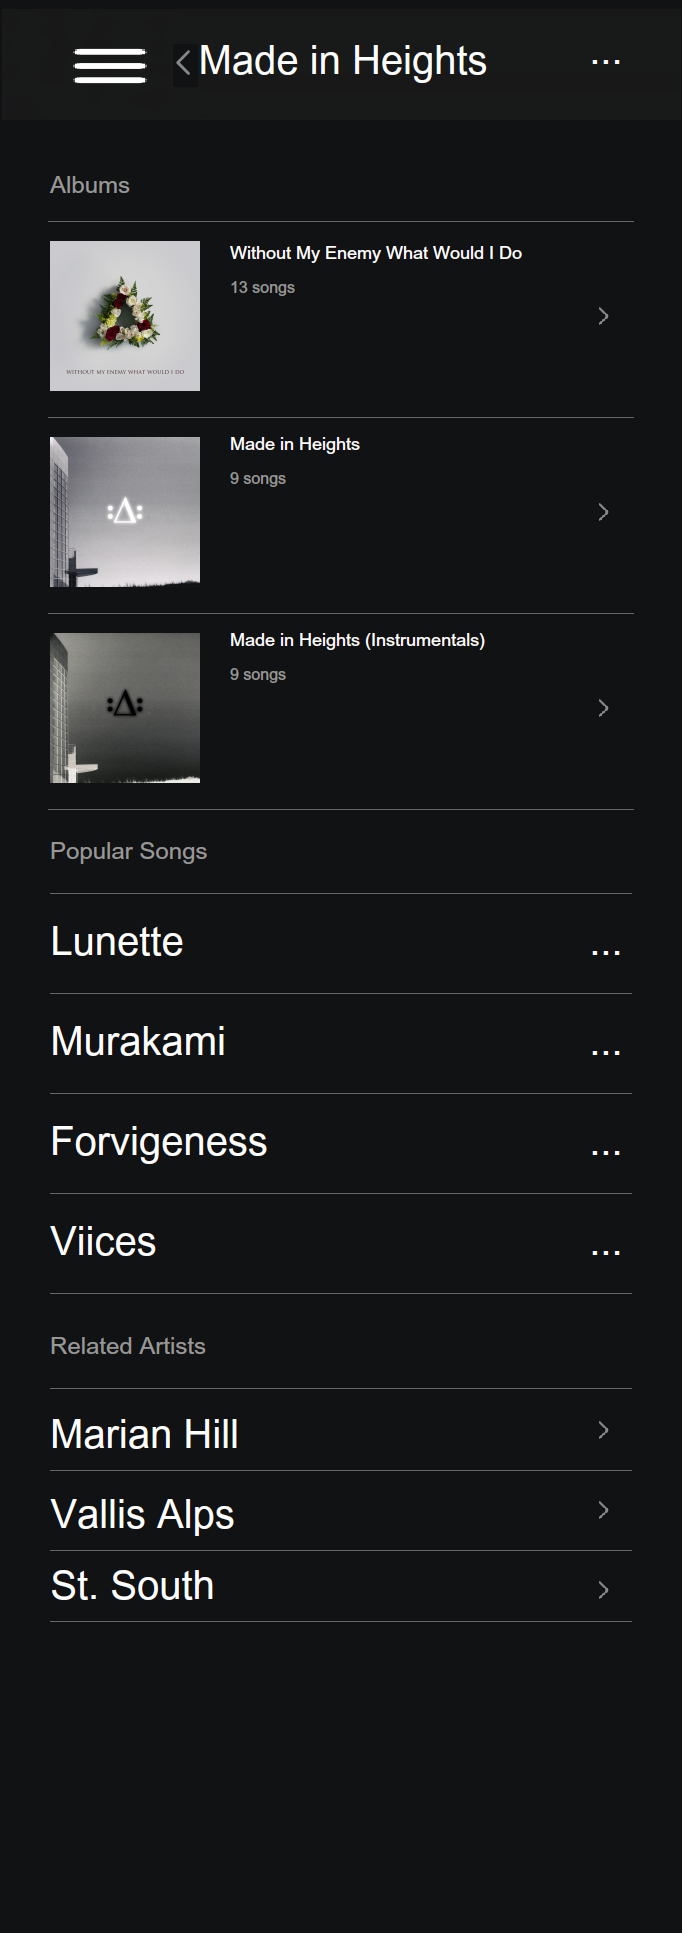 Made in Heights
...
Albums
Without My Enemy What Would I Do
13 songs
WITHOUT MY ENEMY WHAT WOULD I DO
Made in Heights
9 songs
:Δ:
Made in Heights (Instrumentals)
9 songs
:Δ:
Popular Songs
Lunette ...
Murakami ...
Forvigeness ...
Viices ...
Related Artists
Marian Hill
Vallis Alps
St. South